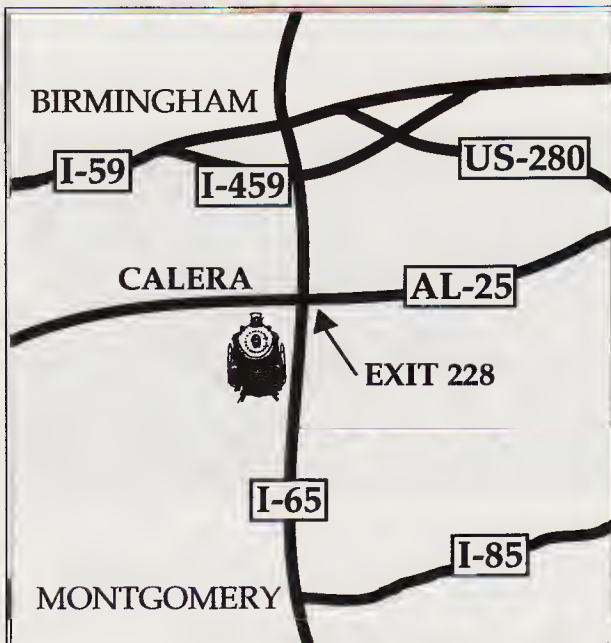 BIRMINGHAM
I-59
I-459
US-280
CALERA
AL-25
EXIT 228
I-65
I-85
MONTGOMERY